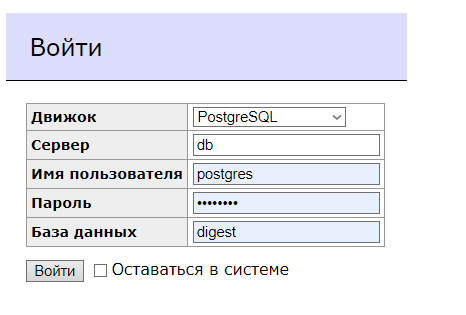 Войти
Движок PostgreSQL
Сервер db
Имя пользователя postgres
Пароль ••••••••
База данных digest
Войти Оставаться в системе